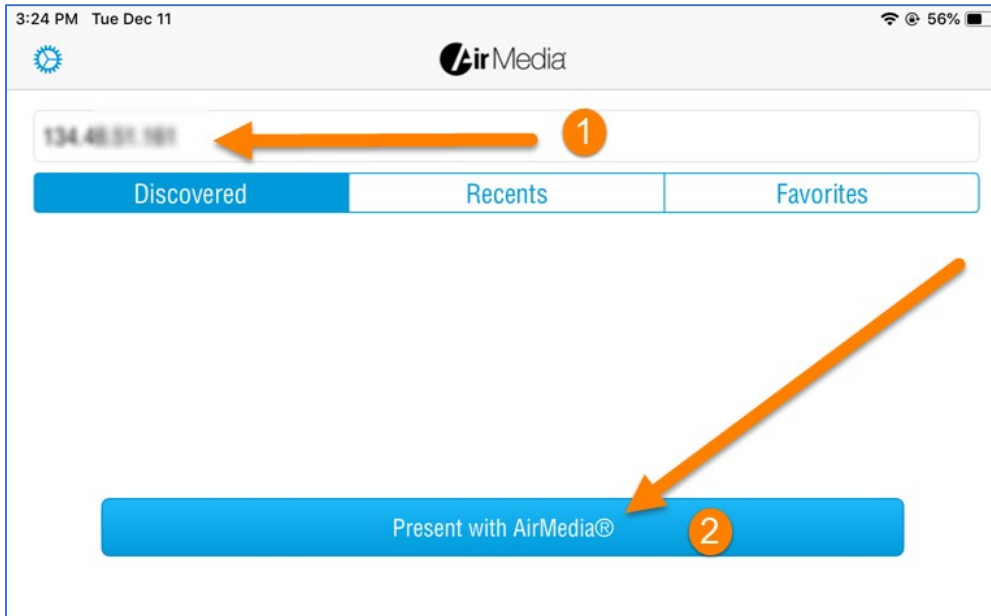 3:24 PM Tue Dec 11 56%
AirMedia
1
Discovered Recents Favorites
Present with AirMedia® 2